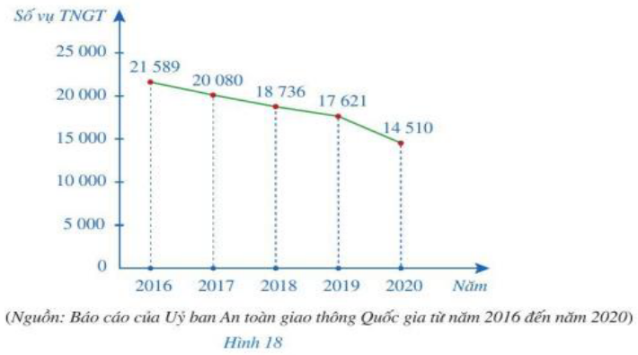 Số vụ TNGT
25 000
21 589
20 080
20 000
18 736
17 621
15 000
14 510
10 000
5 000
0
2016 2017 2018 2019 2020 Năm
(Nguồn: Báo cáo của Uỷ ban An toàn giao thông Quốc gia từ năm 2016 đến năm 2020)
Hình 18